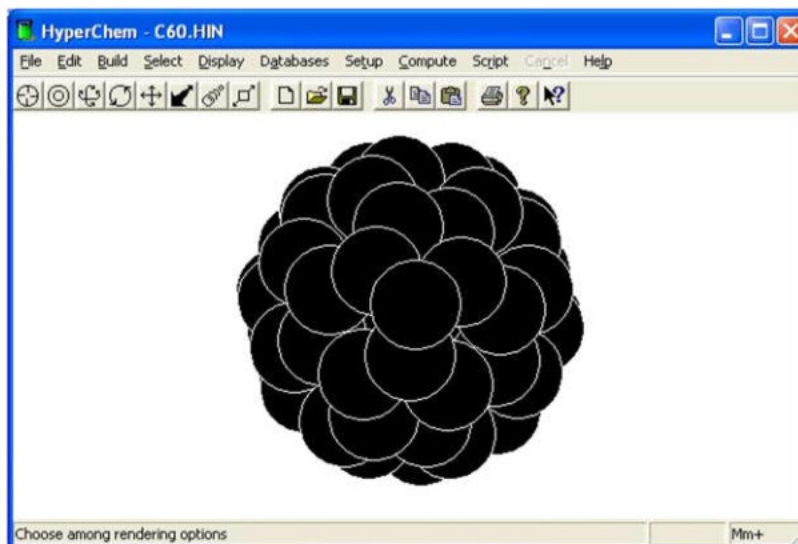 HyperChem - C60.HIN
File Edit Build Select Display Databases Setup Compute Script Cancel Help
Choose among rendering options Mm+